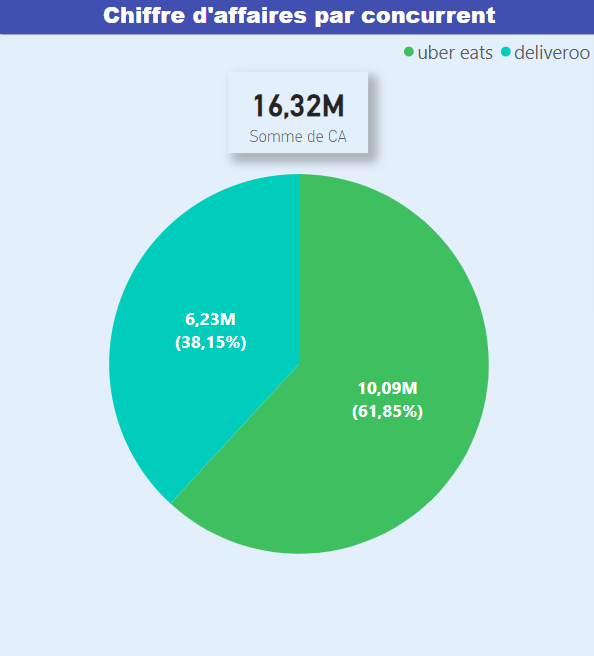 Chiffre d'affaires par concurrent
uber eats deliveroo
16,32M
Somme de CA
6,23M
(38,15%)
10,09M
(61,85%)